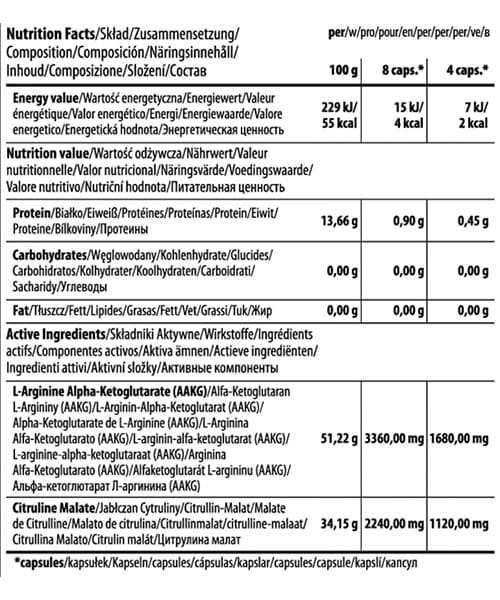 Nutrition Facts/Skład/Zusammensetzung/ per/w/pro/pour/en/per/per/per/ve/в
Composition/Composición/Näringsinnehåll/
Inhoud/Composizione/Složení/Состав 100 g 8 caps.* 4 caps.*
Energy value/Wartość energetyczna/Energiewert/Valeur
énergétique/Valor energético/Energi/Energiewaarde/Valore
energetico/Energetická hodnota/Энергетическая ценность
229 kJ/ 15 kJ/ 7 kJ/
55 kcal 4 kcal 2 kcal
Nutrition value/Wartość odżywcza/Nährwert/Valeur
nutritionnelle/Valor nutricional/Näringsvärde/Voedingswaarde/
Valore nutritivo/Nutriční hodnota/Питательная ценность
Protein/Białko/Eiweiß/Protéines/Proteínas/Protein/Eiwit/
Proteine/Bílkoviny/Протеины 13,66 g 0,90 g 0,45 g
Carbohydrates/Węglowodany/Kohlenhydrate/Glucides/
Carbohidratos/Kolhydrater/Koolhydraten/Carboidrati/
Sacharidy/Углеводы 0,00 g 0,00 g 0,00 g
Fat/Tłuszcz/Fett/Lipides/Grasas/Fett/Vet/Grassi/Tuk/Жир 0,00 g 0,00 g 0,00 g
Active Ingredients/Składniki Aktywne/Wirkstoffe/Ingrédients
actifs/Componentes activos/Aktiva ämnen/Actieve ingrediënten/
Ingredienti attivi/Aktivní složky/Активные компоненты
L-Arginine Alpha-Ketoglutarate (AAKG)/Alfa-Ketoglutaran
L-Argininy (AAKG)/L-Arginin-Alpha-Ketoglutarat (AAKG)/
Alpha-Ketoglutarate de L-Arginine (AAKG)/L-Arginina
Alfa-Ketoglutarato (AAKG)/L-arginin-alfa-ketoglutarat (AAKG)/
L-arginine-alpha-ketoglutaraat (AAKG)/Arginina
Alfa-Ketoglutarato (AAKG)/Alfaketoglutarát L-argininu (AAKG)/
Альфа-кетоглютарат Л-аргинина (AAKG)
51,22 g 3360,00 mg 1680,00 mg
Citruline Malate/Jabłczan Cytruliny/Citrullin-Malat/Malate
de Citrulline/Malato de citrulina/Citrullinmalat/citrulline-malaat/
Citrullina Malato/Citrulin malát/Цитрулина малат
34,15 g 2240,00 mg 1120,00 mg
*capsules/kapsułek/Kapseln/capsules/cápsulas/kapslar/capsules/capsule/kapslí/капсул